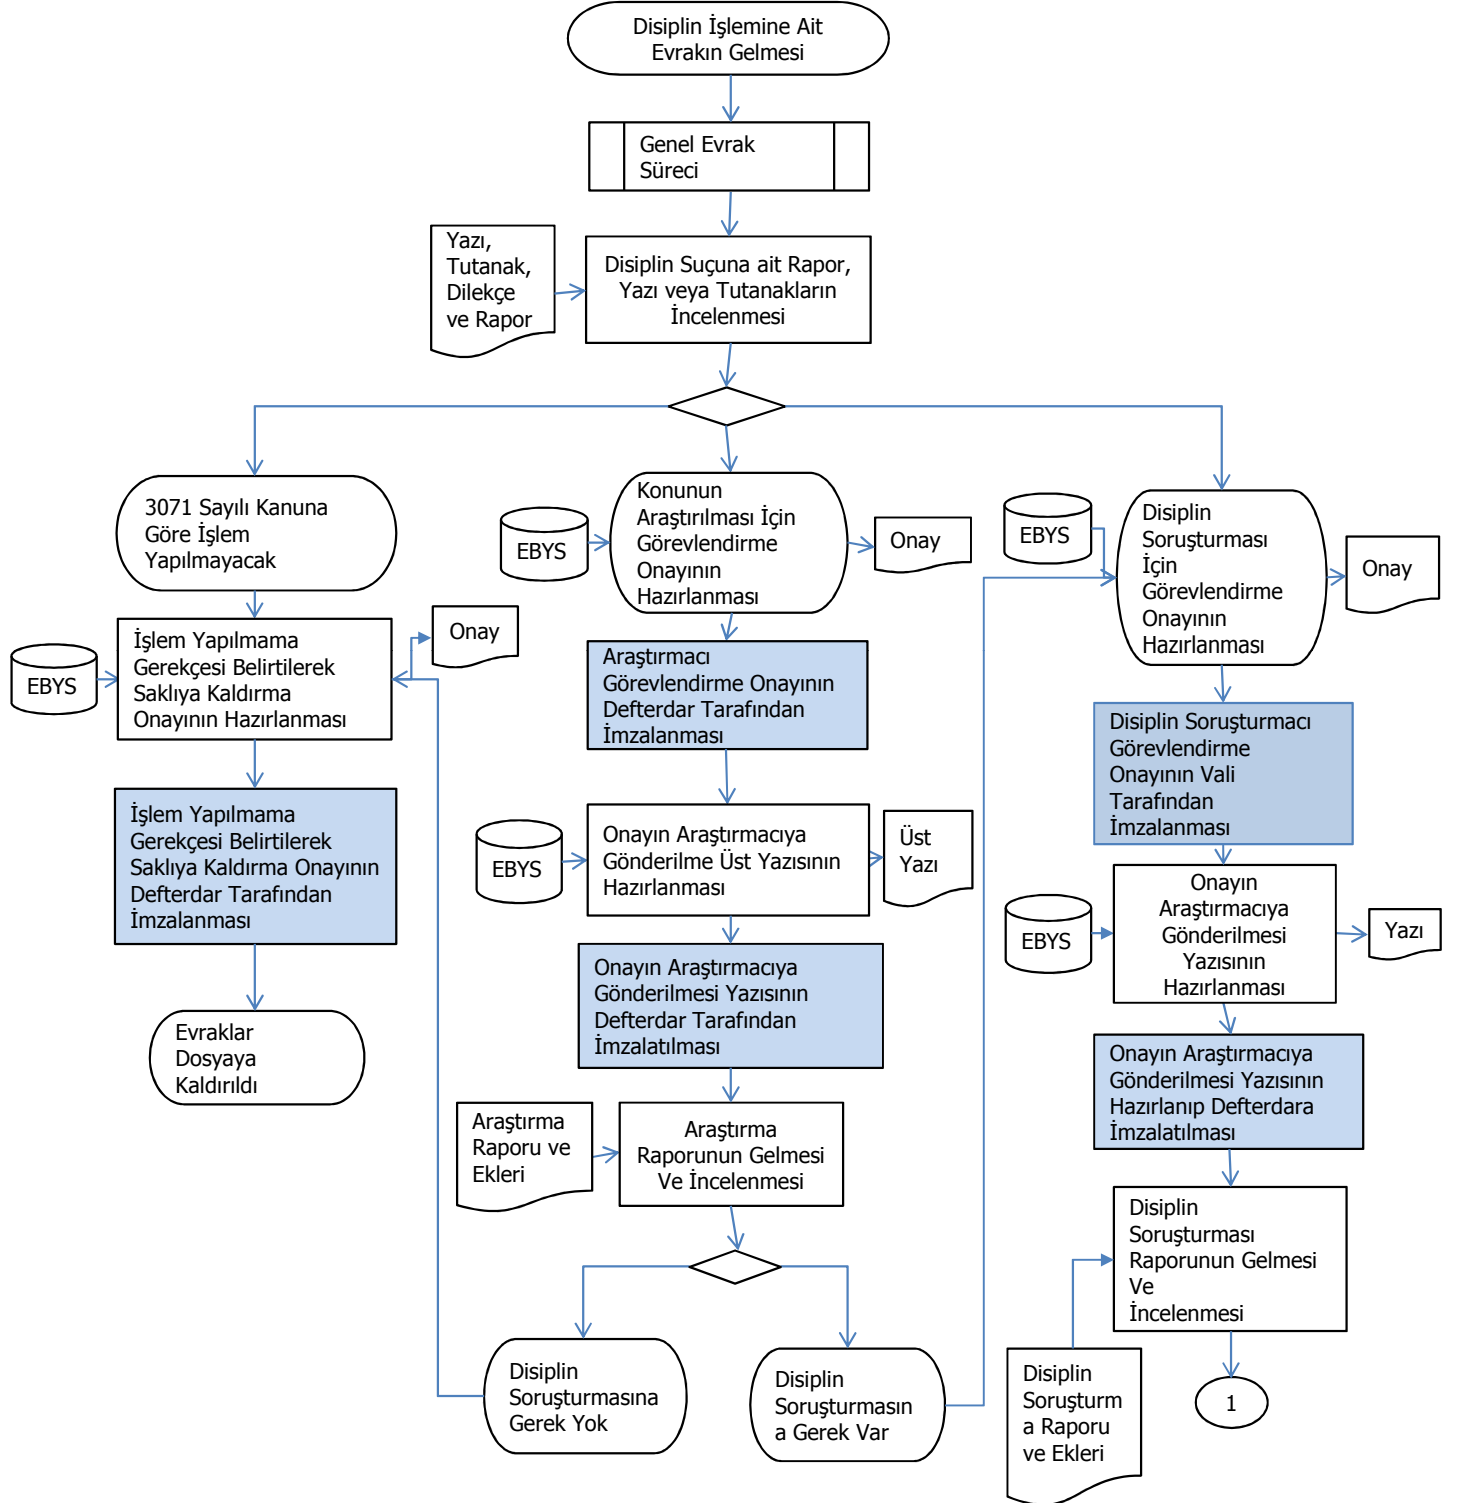 Disiplin İşlemine Ait
Evrakın Gelmesi
Genel Evrak
Süreci
Yazı,
Tutanak,
Dilekçe
ve Rapor
Disiplin Suçuna ait Rapor,
Yazı veya Tutanakların
İncelenmesi
3071 Sayılı Kanuna
Göre İşlem
Yapılmayacak
EBYS
Konunun
Araştırılması İçin
Görevlendirme
Onayının
Hazırlanması
Onay
EBYS
Disiplin
Soruşturması
İçin
Görevlendirme
Onayının
Hazırlanması
Onay
EBYS
İşlem Yapılmama
Gerekçesi Belirtilerek
Saklıya Kaldırma
Onayının Hazırlanması
Onay
Araştırmacı
Görevlendirme Onayının
Defterdar Tarafından
İmzalanması
Disiplin Soruşturmacı
Görevlendirme
Onayının Vali
Tarafından
İmzalanması
İşlem Yapılmama
Gerekçesi Belirtilerek
Saklıya Kaldırma Onayının
Defterdar Tarafından
İmzalanması
EBYS
Onayın Araştırmacıya
Gönderilme Üst Yazısının
Hazırlanması
Üst
Yazı
EBYS
Onayın
Araştırmacıya
Gönderilmesi
Yazısının
Hazırlanması
Yazı
Onayın Araştırmacıya
Gönderilmesi Yazısının
Defterdar Tarafından
İmzalatılması
Evraklar
Dosyaya
Kaldırıldı
Onayın Araştırmacıya
Gönderilmesi Yazısının
Hazırlanıp Defterdara
İmzalatılması
Araştırma
Raporu ve
Ekleri
Araştırma
Raporunun Gelmesi
Ve İncelenmesi
Disiplin
Soruşturması
Raporunun Gelmesi
Ve
İncelenmesi
Disiplin
Soruşturmasına
Gerek Yok
Disiplin
Soruşturmasın
a Gerek Var
Disiplin
Soruşturm
a Raporu
ve Ekleri
1